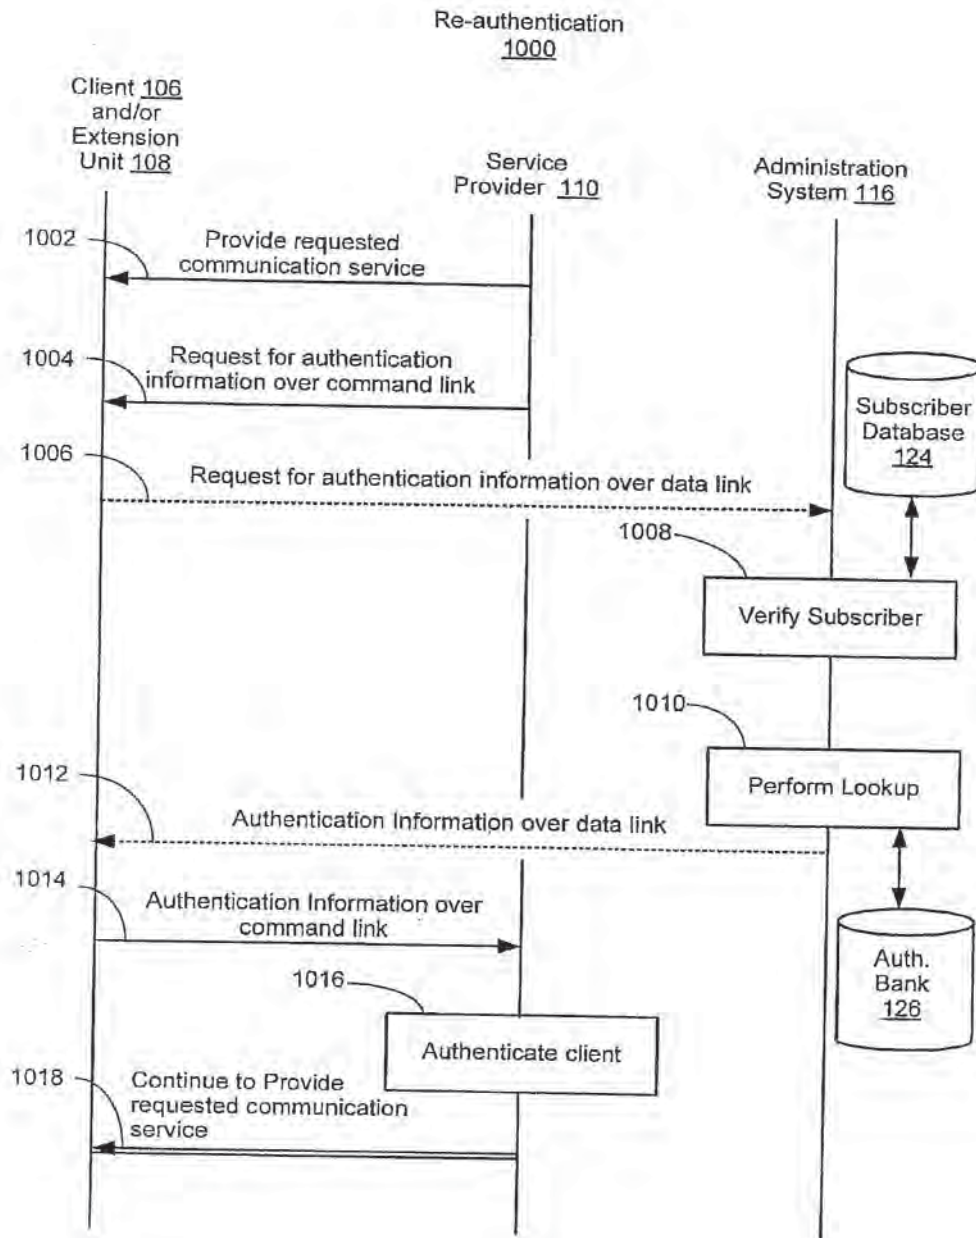 Re-authentication
1000
Client 106
and/or
Extension
Unit 108
Service
Provider 110
Administration
System 116
1002
Provide requested
communication service
1004
Request for authentication
information over command link
Subscriber
Database
124
1006
Request for authentication information over data link
1008
Verify Subscriber
1010
Perform Lookup
1012
Authentication Information over data link
1014
Authentication Information over
command link
Auth.
Bank
126
1016
Authenticate client
1018
Continue to Provide
requested communication
service